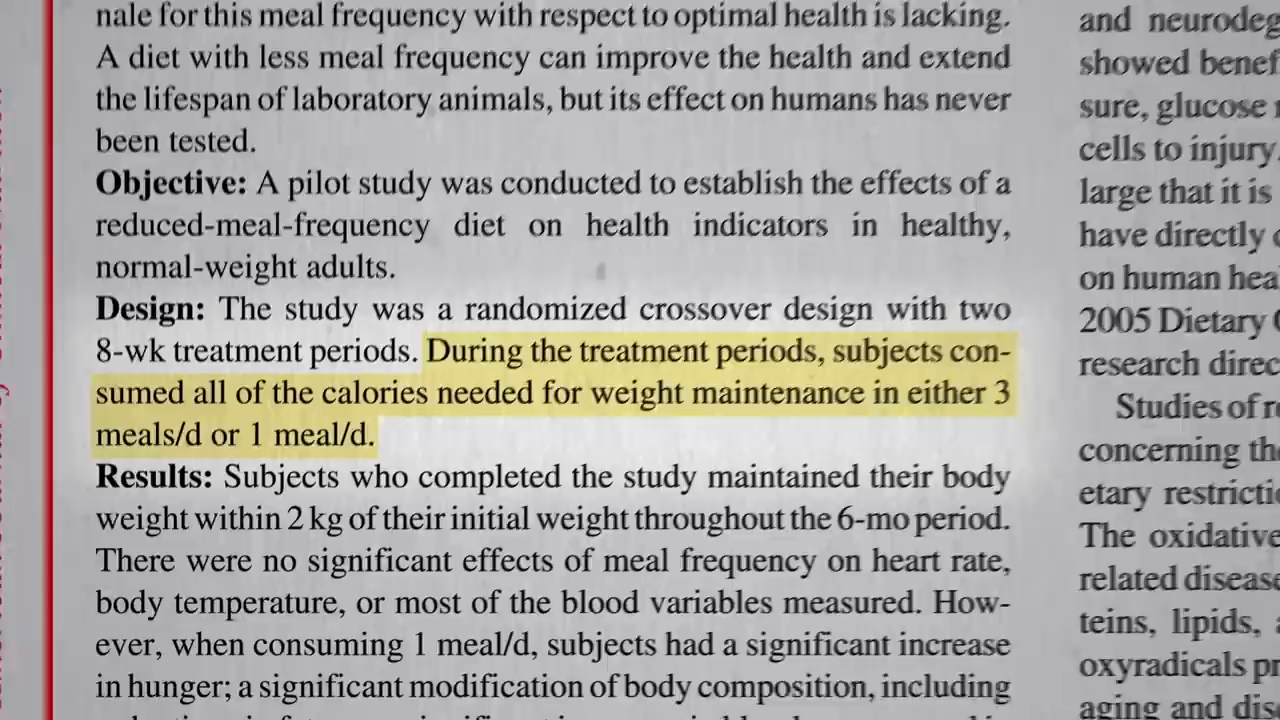 nale for this meal frequency with respect to optimal health is lacking.
A diet with less meal frequency can improve the health and extend
the lifespan of laboratory animals, but its effect on humans has never
been tested.
Objective: A pilot study was conducted to establish the effects of a
reduced-meal-frequency diet on health indicators in healthy,
normal-weight adults.
Design: The study was a randomized crossover design with two
8-wk treatment periods. During the treatment periods, subjects con-
sumed all of the calories needed for weight maintenance in either 3
meals/d or 1 meal/d.
Results: Subjects who completed the study maintained their body
weight within 2 kg of their initial weight throughout the 6-mo period.
There were no significant effects of meal frequency on heart rate,
body temperature, or most of the blood variables measured. How-
ever, when consuming 1 meal/d, subjects had a significant increase
in hunger; a significant modification of body composition, including
and neurodeg
showed benef
sure, glucose
cells to injury.
large that it is
have directly
on human heal
2005 Dietary
research direc
Studies of r
concerning the
etary restricti
The oxidative
related disease
teins, lipids,
oxyradicals pr
aging and dis